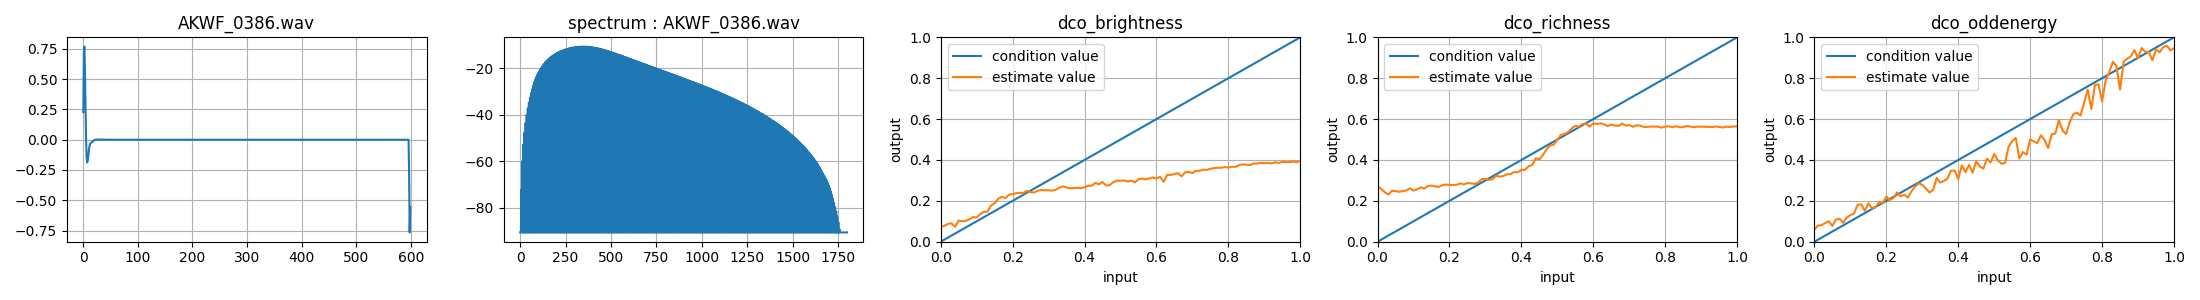 AKWF_0386.wav
0.75
0.50
0.25
0.00
−0.25
−0.50
−0.75
0 100 200 300 400 500 600
spectrum : AKWF_0386.wav
−20
−40
−60
−80
0 250 500 750 1000 1250 1500 1750
dco_brightness
condition value
estimate value
output
1.0
0.8
0.6
0.4
0.2
0.0
0.0 0.2 0.4 0.6 0.8 1.0
input
dco_richness
condition value
estimate value
output
1.0
0.8
0.6
0.4
0.2
0.0
0.0 0.2 0.4 0.6 0.8 1.0
input
dco_oddenergy
condition value
estimate value
output
1.0
0.8
0.6
0.4
0.2
0.0
0.0 0.2 0.4 0.6 0.8 1.0
input